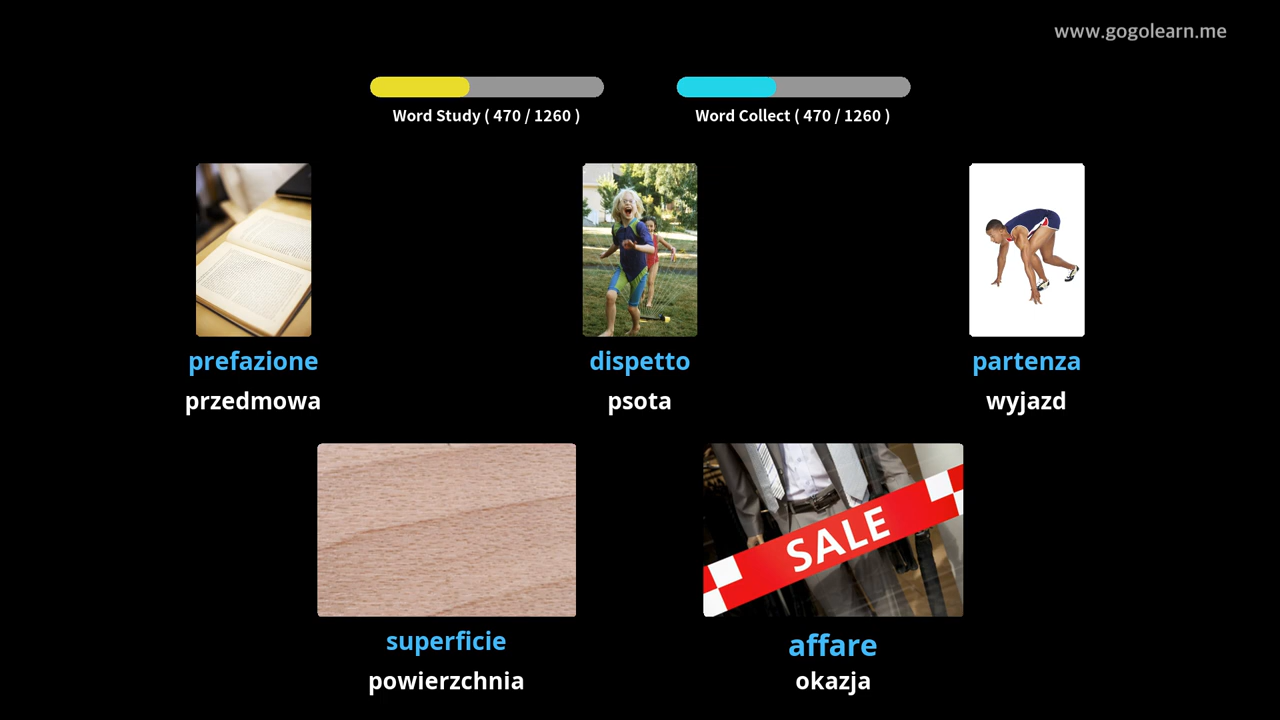 www.gogolearn.me
Word Study ( 470 / 1260 )
Word Collect ( 470 / 1260 )
prefazione
przedmowa
dispetto
psota
partenza
wyjazd
SALE
superficie
powierzchnia
affare
okazja